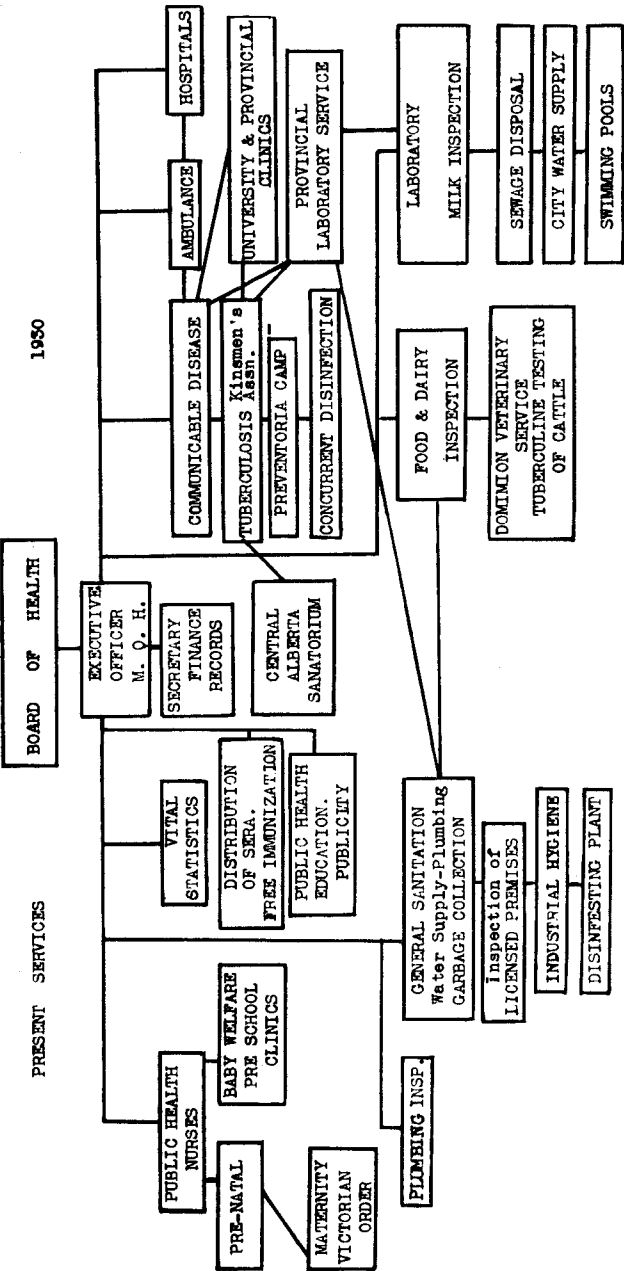 PRESENT SERVICES
1930
BOARD OF HEALTH
EXECUTIVE
OFFICER
M. O. H.
SECRETARY
FINANCE
RECORDS
PUBLIC HEALTH
NURSES
PRE-NATAL
MATERNITY
VICTORIAN
ORDER
BABY WELFARE
PRE SCHOOL
CLINICS
VITAL
STATISTICS
DISTRIBUTION
OF SERA.
FREE IMMUNIZATION
PUBLIC HEALTH
EDUCATION.
PUBLICITY
PLUMBING INSP.
GENERAL SANITATION
Water Supply-Plumbing
GARBAGE COLLECTION
Inspection of
LICENSED PREMISES
INDUSTRIAL HYGIENE
DISINFESTING PLANT
COMMUNICABLE DISEASE
Kinsmen's
TUBERCULOSIS Assn.
PREVENTORIA CAMP
CONCURRENT DISINFECTION
CENTRAL
ALBERTA
SANATORIUM
AMBULANCE
HOSPITALS
UNIVERSITY & PROVINCIAL
CLINICS
PROVINCIAL
LABORATORY SERVICE
FOOD & DAIRY
INSPECTION
DOMIMION VETERINARY
SERVICE
TUBERCULINE TESTING
OF CATTLE
LABORATORY
MILK INSPECTION
SEWAGE DISPOSAL
CITY WATER SUPPLY
SWIMMING POOLS